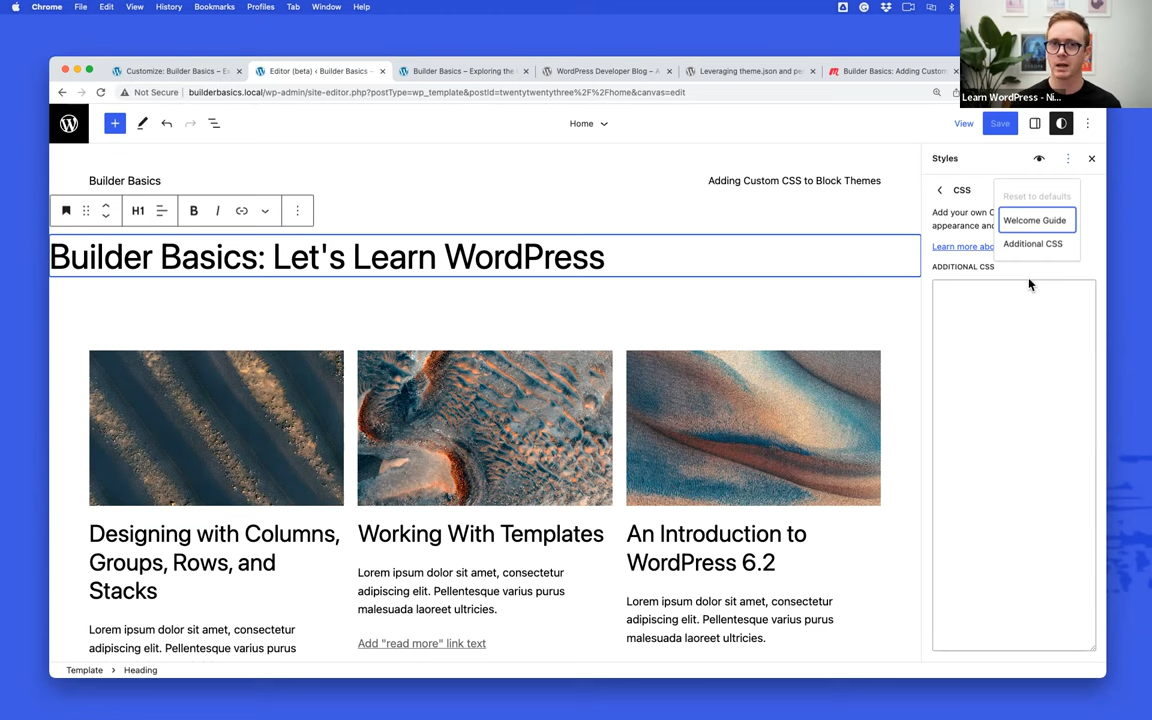 Chrome File Edit View History Bookmarks Profiles Tab Window Help
Customize: Builder Basics – E
Editor (beta) ‹ Builder Basics –
Builder Basics – Exploring the
WordPress Developer Blog – A
Leveraging theme.json and pe
Builder Basics: Adding Custom
Not Secure builderbasics.local/wp-admin/site-editor.php?postType=wp_template&postId=twentytwentythree%2F%2Fhome&canvas=edit
Learn WordPress - Ni...
Home
View
Save
Builder Basics
Adding Custom CSS to Block Themes
H1
B
I
Builder Basics: Let's Learn WordPress
Designing with Columns,
Groups, Rows, and
Stacks
Lorem ipsum dolor sit amet, consectetur
adipiscing elit. Pellentesque varius purus
Working With Templates
Lorem ipsum dolor sit amet, consectetur
adipiscing elit. Pellentesque varius purus
malesuada laoreet ultricies.
Add "read more" link text
An Introduction to
WordPress 6.2
Lorem ipsum dolor sit amet, consectetur
adipiscing elit. Pellentesque varius purus
malesuada laoreet ultricies.
Styles
CSS
Reset to defaults
Welcome Guide
Additional CSS
Add your own C
appearance an
Learn more abo
ADDITIONAL CSS
Template > Heading